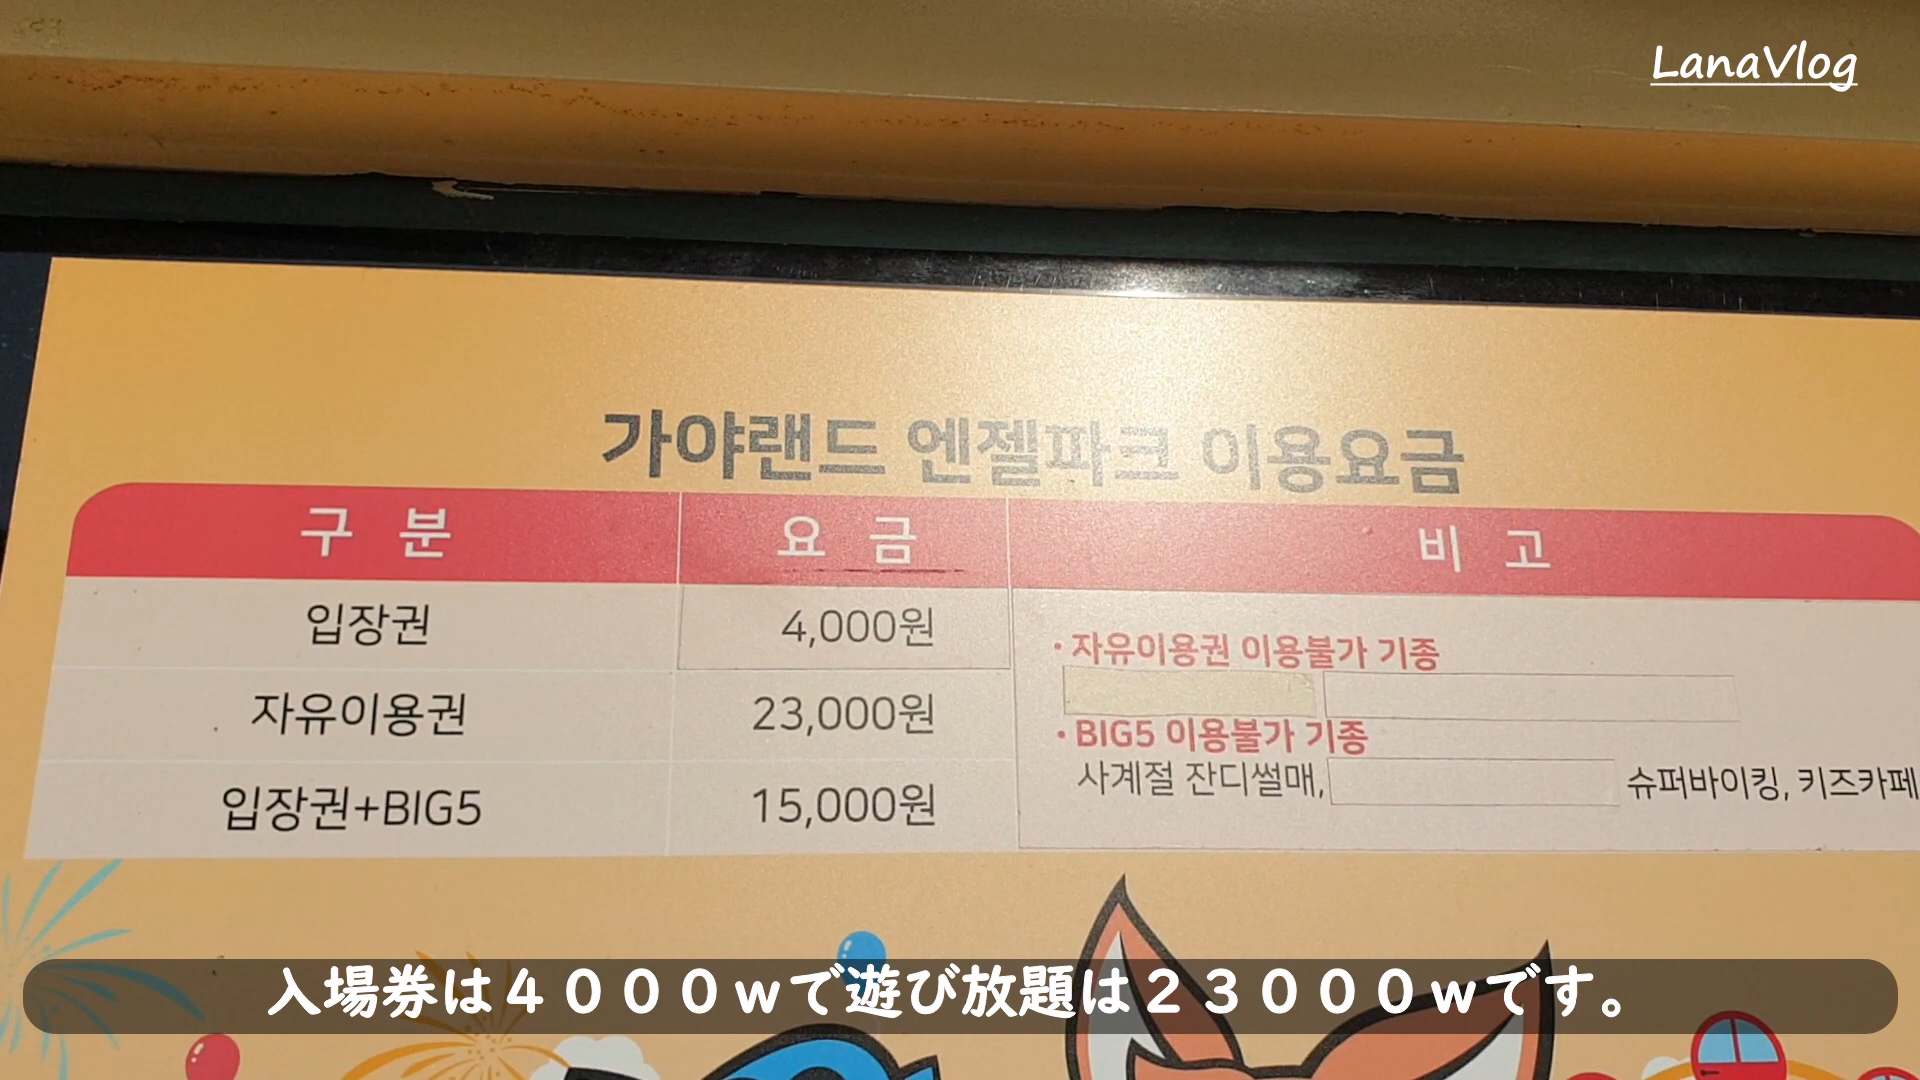 LanaVlog
가야랜드 엔젤파크 이용요금
구 분 요 금 비 고
입장권 4,000원
자유이용권 23,000원
입장권+BIG5 15,000원
• 자유이용권 이용불가 기종
• BIG5 이용불가 기종
사계절 잔디썰매, 슈퍼바이킹, 키즈카페
入場券は４０００ｗで遊び放題は２３０００ｗです。